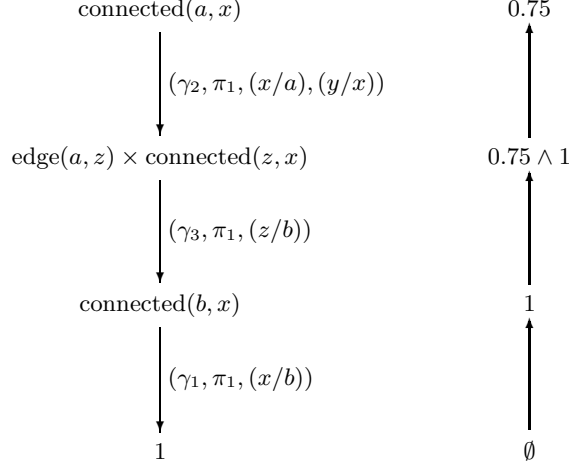 connected(a, x) 0.75
(γ₂, π₁, (x/a), (y/x))
edge(a, z) × connected(z, x) 0.75 ∧ 1
(γ₃, π₁, (z/b))
connected(b, x) 1
(γ₁, π₁, (x/b))
1 ∅